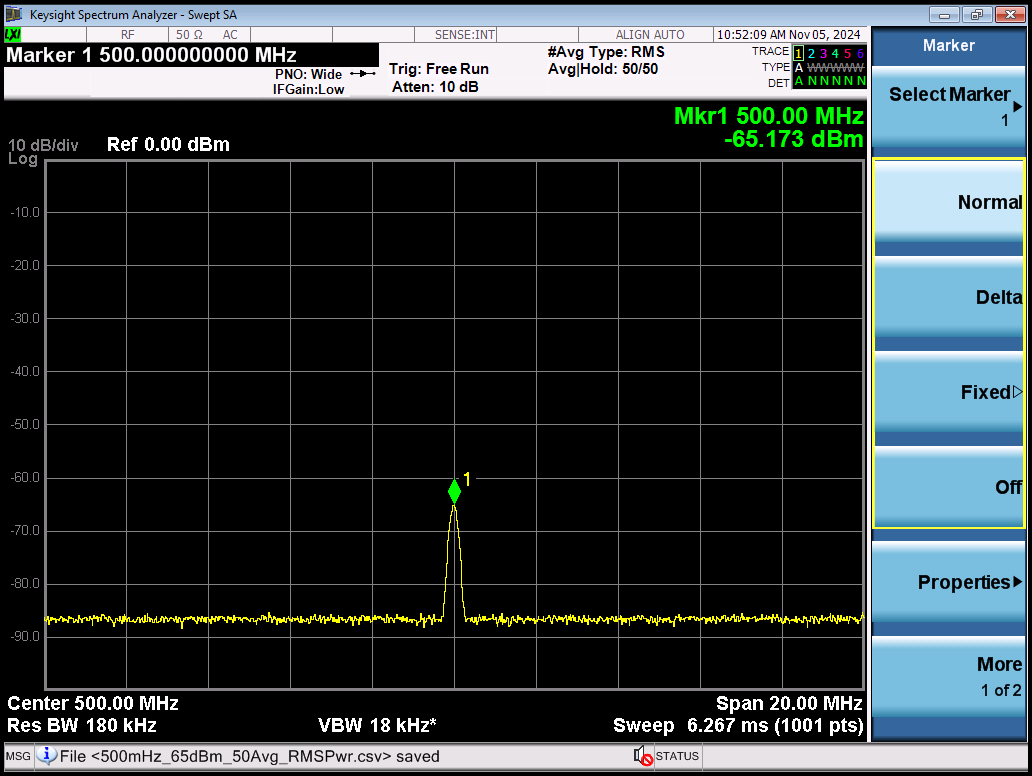 Keysight Spectrum Analyzer - Swept SA
LXI
RF
50 Ω
AC
SENSE:INT
ALIGN AUTO
10:52:09 AM Nov 05, 2024
Marker 1 500.000000000 MHz
PNO: Wide
IFGain:Low
Trig: Free Run
Atten: 10 dB
#Avg Type: RMS
Avg|Hold: 50/50
TRACE 1 2 3 4 5 6
TYPE A W W W W W
DET A N N N N N
Mkr1 500.00 MHz
-65.173 dBm
10 dB/div
Log
Ref 0.00 dBm
-10.0
-20.0
-30.0
-40.0
-50.0
-60.0
-70.0
-80.0
-90.0
1
Center 500.00 MHz
Span 20.00 MHz
Res BW 180 kHz
VBW 18 kHz*
Sweep 6.267 ms (1001 pts)
MSG
File <500mHz_65dBm_50Avg_RMSPwr.csv> saved
STATUS
Marker
Select Marker
1
Normal
Delta
Fixed
Off
Properties
More
1 of 2